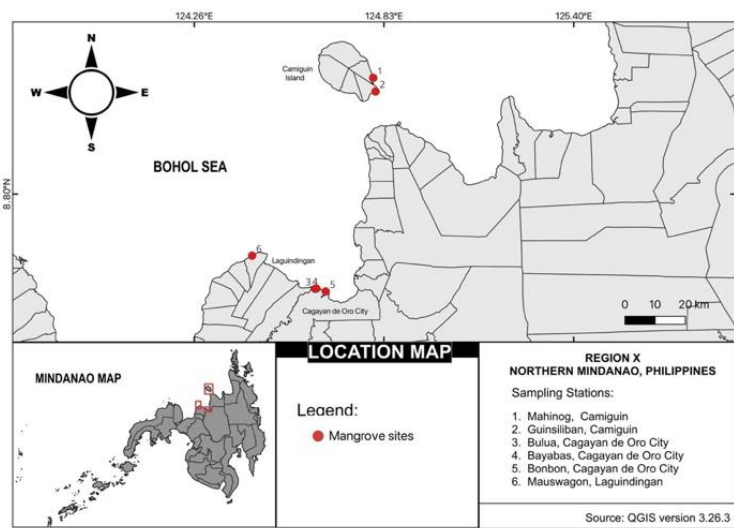 124.26°E 124.83°E 125.40°E
N
W E
S
Camiguin
Island
1
2
BOHOL SEA
8.80°N
6
Laguindingan
34
5
Cagayan de Oro City
0 10 20 km
MINDANAO MAP
LOCATION MAP
Legend:
Mangrove sites
REGION X
NORTHERN MINDANAO, PHILIPPINES
Sampling Stations:
1. Mahinog, Camiguin
2. Guinsiliban, Camiguin
3. Bulua, Cagayan de Oro City
4. Bayabas, Cagayan de Oro City
5. Bonbon, Cagayan de Oro City
6. Mauswagon, Laguindingan
Source: QGIS version 3.26.3